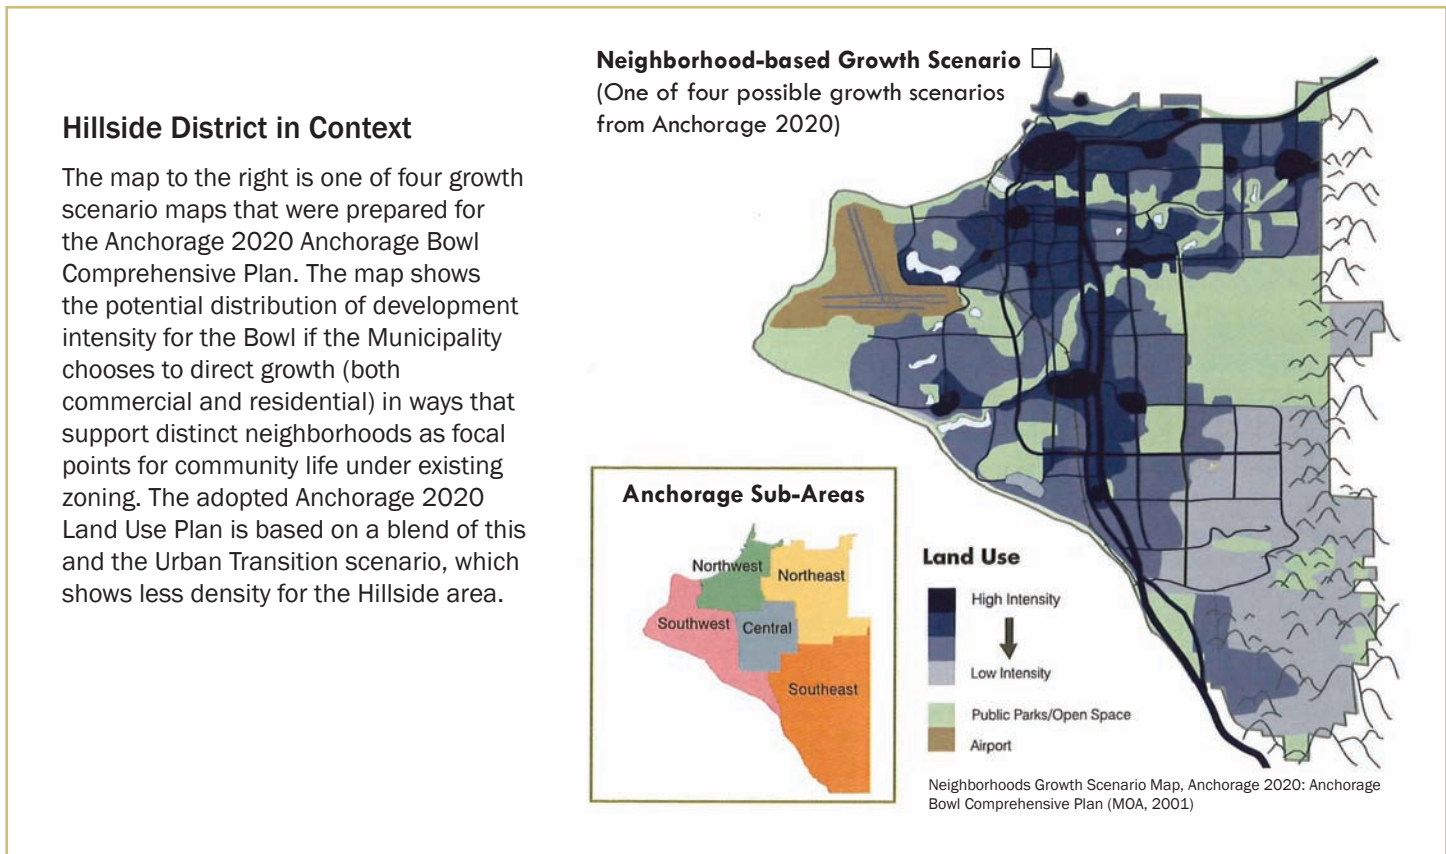 Hillside District in Context
The map to the right is one of four growth
scenario maps that were prepared for
the Anchorage 2020 Anchorage Bowl
Comprehensive Plan. The map shows
the potential distribution of development
intensity for the Bowl if the Municipality
chooses to direct growth (both
commercial and residential) in ways that
support distinct neighborhoods as focal
points for community life under existing
zoning. The adopted Anchorage 2020
Land Use Plan is based on a blend of this
and the Urban Transition scenario, which
shows less density for the Hillside area.
Neighborhood-based Growth Scenario □
(One of four possible growth scenarios
from Anchorage 2020)
Anchorage Sub-Areas
Northwest
Northeast
Southwest
Central
Southeast
Land Use
High Intensity
Low Intensity
Public Parks/Open Space
Airport
Neighborhoods Growth Scenario Map, Anchorage 2020: Anchorage
Bowl Comprehensive Plan (MOA, 2001)